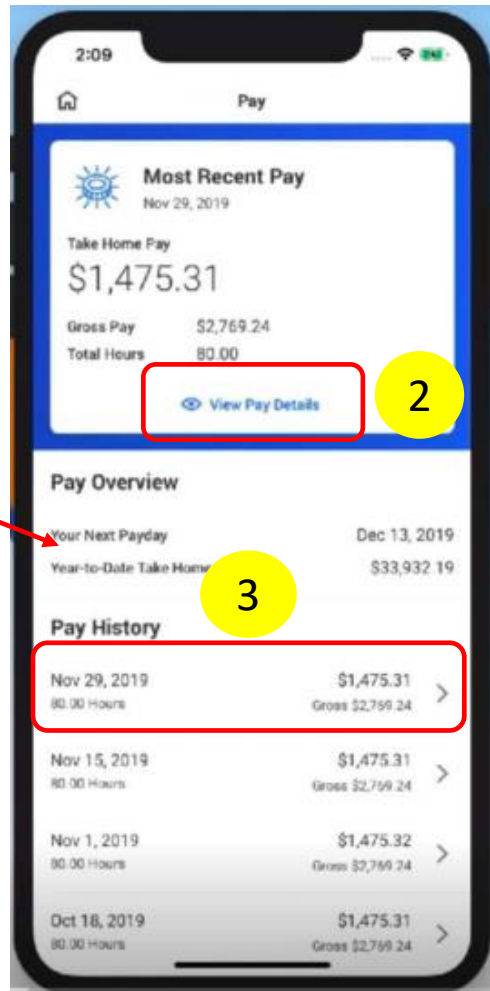 2:09
Pay
Most Recent Pay
Nov 29, 2019
Take Home Pay
$1,475.31
Gross Pay $2,769.24
Total Hours 80.00
View Pay Details
2
Pay Overview
Your Next Payday Dec 13, 2019
Year-to-Date Take Home $33,932 19
3
Pay History
Nov 29, 2019 $1,475.31
80.00 Hours Gross $2,769.24
Nov 15, 2019 $1,475.31
80.00 Hours Gross $2,769.24
Nov 1, 2019 $1,475.32
80.00 Hours Gross $2,769.24
Oct 18, 2019 $1,475.31
80.00 Hours Gross $2,769.24